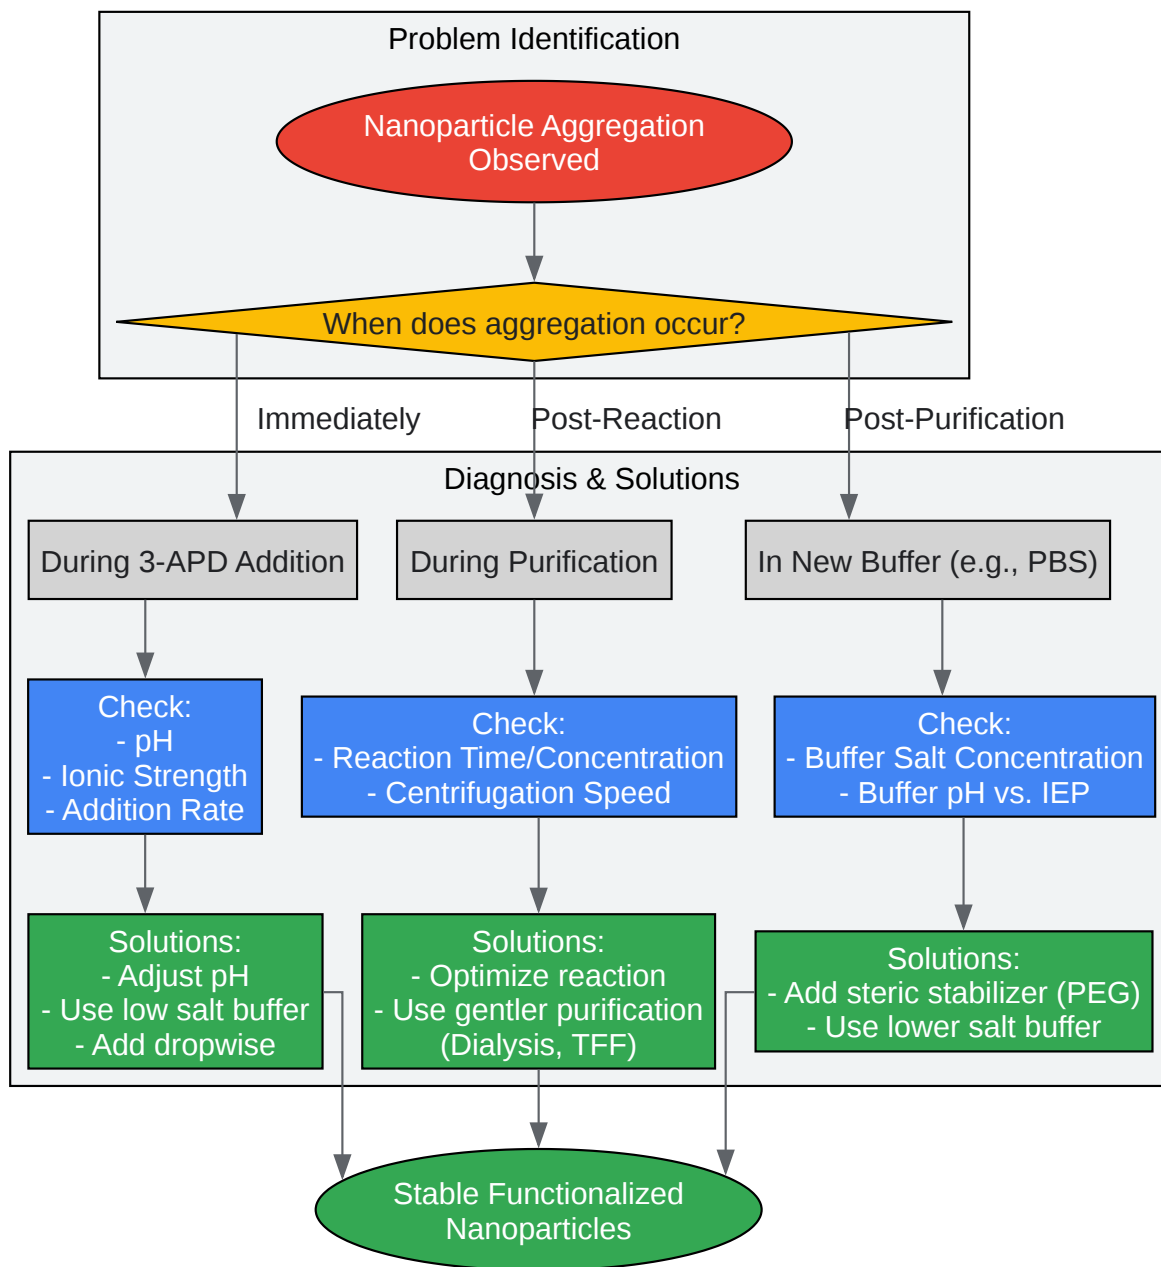 Problem Identification
Nanoparticle Aggregation
Observed
When does aggregation occur?
Immediately
Post-Reaction
Post-Purification
Diagnosis & Solutions
During 3-APD Addition
During Purification
In New Buffer (e.g., PBS)
Check:
- pH
- Ionic Strength
- Addition Rate
Check:
- Reaction Time/Concentration
- Centrifugation Speed
Check:
- Buffer Salt Concentration
- Buffer pH vs. IEP
Solutions:
- Adjust pH
- Use low salt buffer
- Add dropwise
Solutions:
- Optimize reaction
- Use gentler purification
(Dialysis, TFF)
Solutions:
- Add steric stabilizer (PEG)
- Use lower salt buffer
Stable Functionalized
Nanoparticles